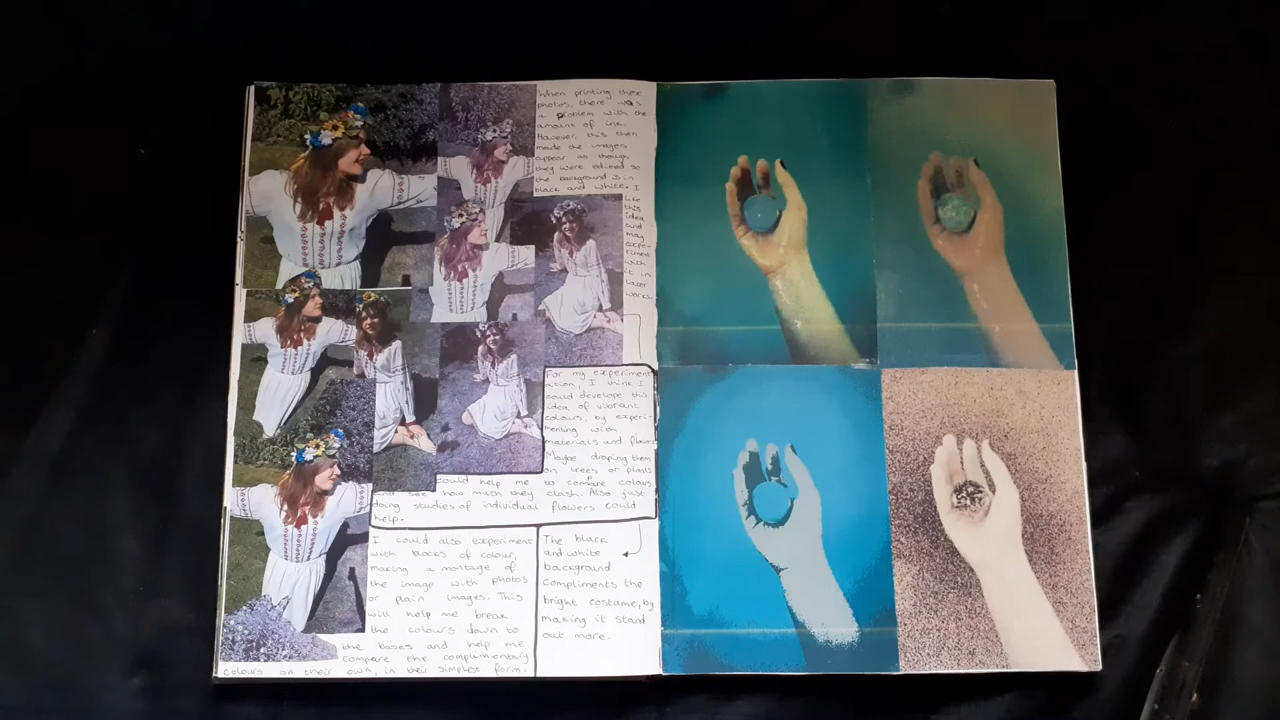 When printing these
photos, there was
a problem with the
amount of ink.
However, this then
made the images
appear as though
they were edited so
the background is in
black and white. I
like
this
idea
and
may
expe-
riment
with
it in
later
works.
For my experiment
ation, I think I
could develope this
idea of vibrant
colours, by experi-
menting with
materials and flowers
Maybe draping them
on trees or plants
could help me to compare colours
and see how much they clash. Also just
doing studies of individual flowers could
help.
I could also experiment
with blocks of colour,
making a montage of
the image with photos
or plain images. This
will help me break
the colours down to
the bases and help me
compare the complimentary
colours on their own, in their simplest form.
The black
and white
background
compliments the
bright costume, by
making it stand
out more.